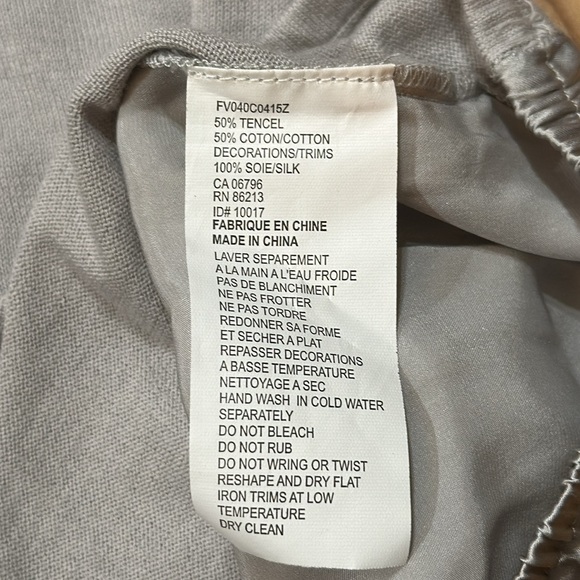 FV040C0415Z
50% TENCEL
50% COTON/COTTON
DECORATIONS/TRIMS
100% SOIE/SILK
CA 06796
RN 86213
ID# 10017
FABRIQUE EN CHINE
MADE IN CHINA
LAVER SEPAREMENT
A LA MAIN A L'EAU FROIDE
PAS DE BLANCHIMENT
NE PAS FROTTER
NE PAS TORDRE
REDONNER SA FORME
ET SECHER A PLAT
REPASSER DECORATIONS
A BASSE TEMPERATURE
NETTOYAGE A SEC
HAND WASH IN COLD WATER
SEPARATELY
DO NOT BLEACH
DO NOT RUB
DO NOT WRING OR TWIST
RESHAPE AND DRY FLAT
IRON TRIMS AT LOW
TEMPERATURE
DRY CLEAN